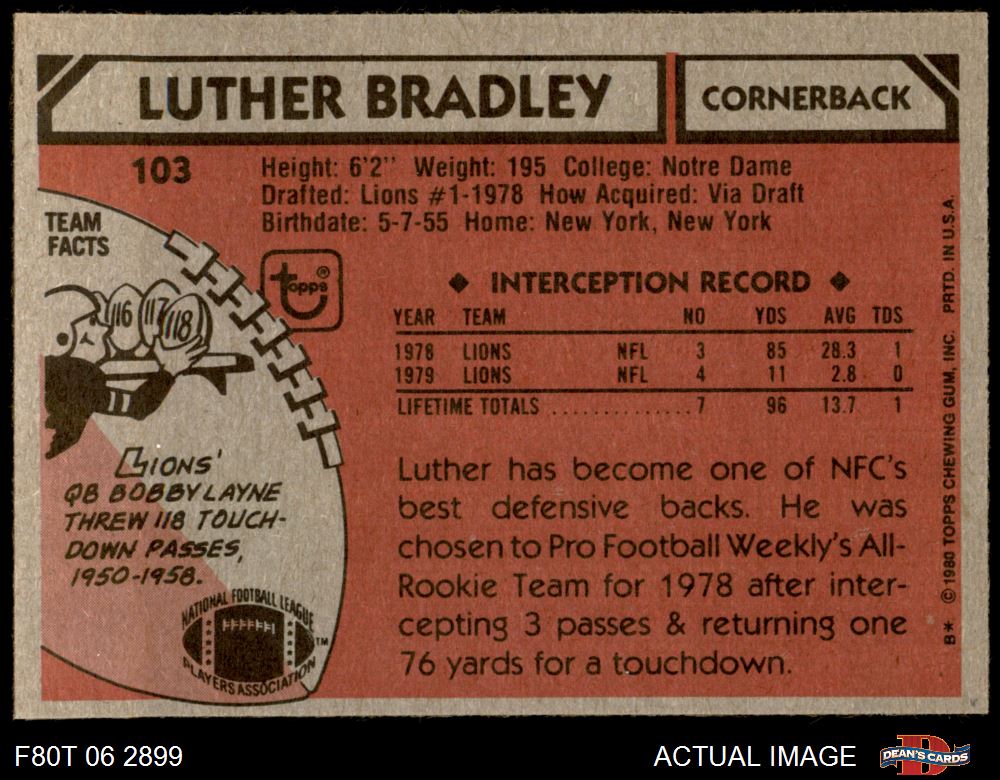 LUTHER BRADLEY
CORNERBACK
103
Height: 6'2" Weight: 195 College: Notre Dame
Drafted: Lions #1-1978 How Acquired: Via Draft
Birthdate: 5-7-55 Home: New York, New York
TEAM
FACTS
116 117 118
11
topps®
◆ INTERCEPTION RECORD ◆
YEAR TEAM NO YDS AVG TDS
1978 LIONS NFL 3 85 28.3 1
1979 LIONS NFL 4 11 2.8 0
LIFETIME TOTALS ................ 7 96 13.7 1
LIONS'
QB BOBBY LAYNE
THREW 118 TOUCH-
DOWN PASSES,
1950-1958.
NATIONAL FOOTBALL LEAGUE
PLAYERS ASSOCIATION
TM
Luther has become one of NFC's
best defensive backs. He was
chosen to Pro Football Weekly's All-
Rookie Team for 1978 after inter-
cepting 3 passes & returning one
76 yards for a touchdown.
B* ©1980 TOPPS CHEWING GUM, INC. PRTD. IN U.S.A.
F80T 06 2899
ACTUAL IMAGE
DEAN'S CARDS